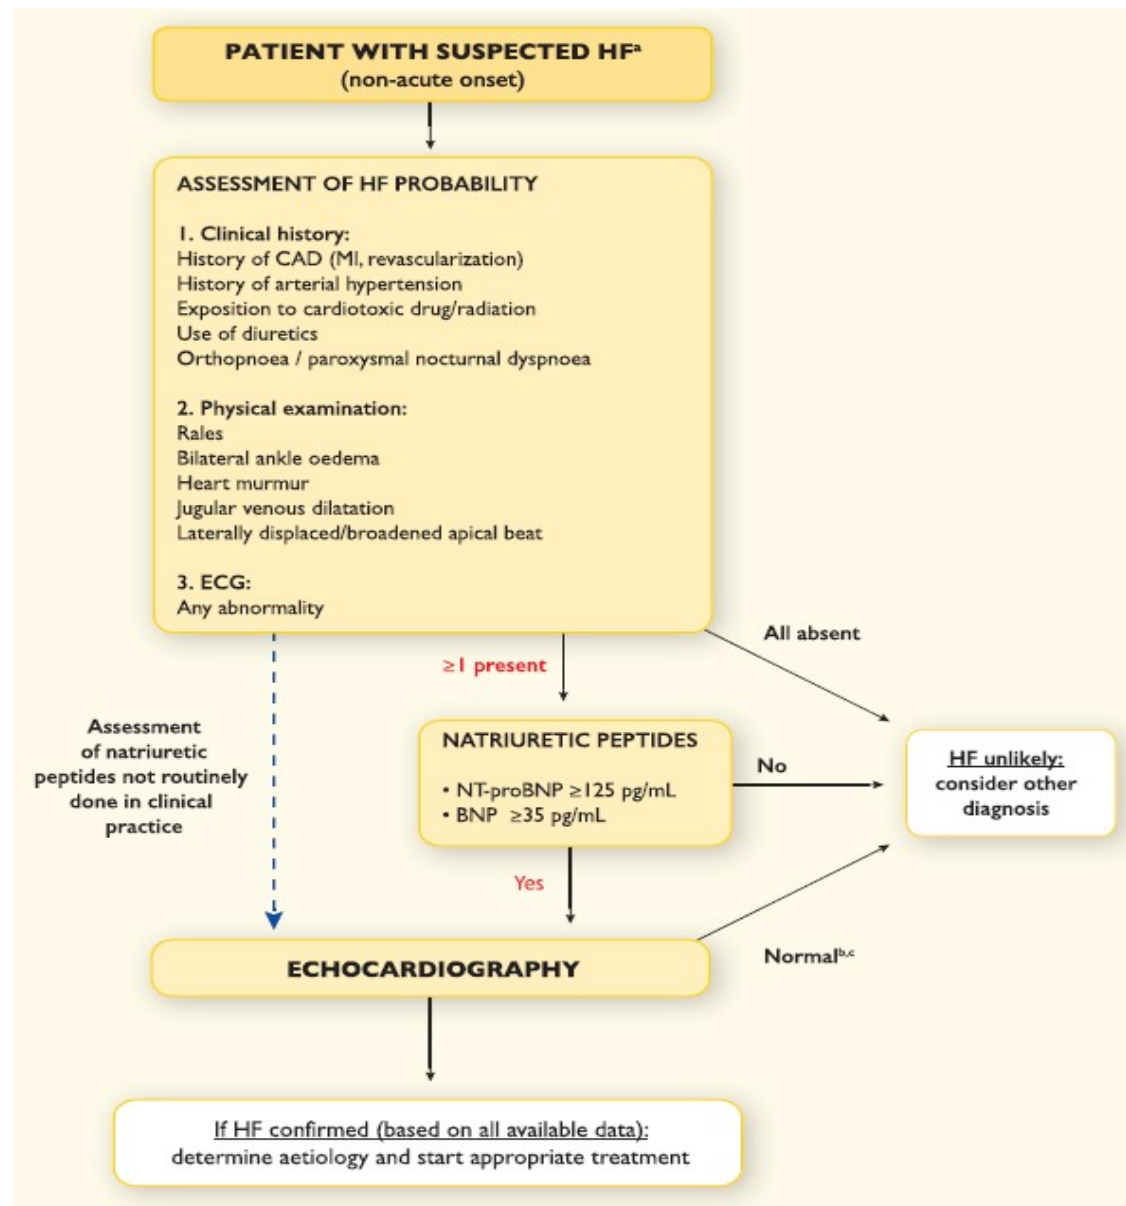 PATIENT WITH SUSPECTED HFᵃ
(non-acute onset)
ASSESSMENT OF HF PROBABILITY
1. Clinical history:
History of CAD (MI, revascularization)
History of arterial hypertension
Exposition to cardiotoxic drug/radiation
Use of diuretics
Orthopnoea / paroxysmal nocturnal dyspnoea
2. Physical examination:
Rales
Bilateral ankle oedema
Heart murmur
Jugular venous dilatation
Laterally displaced/broadened apical beat
3. ECG:
Any abnormality
All absent
≥1 present
Assessment
of natriuretic
peptides not routinely
done in clinical
practice
NATRIURETIC PEPTIDES
• NT-proBNP ≥125 pg/mL
• BNP ≥35 pg/mL
No
HF unlikely:
consider other
diagnosis
Yes
Normalᵇ,ᶜ
ECHOCARDIOGRAPHY
If HF confirmed (based on all available data):
determine aetiology and start appropriate treatment